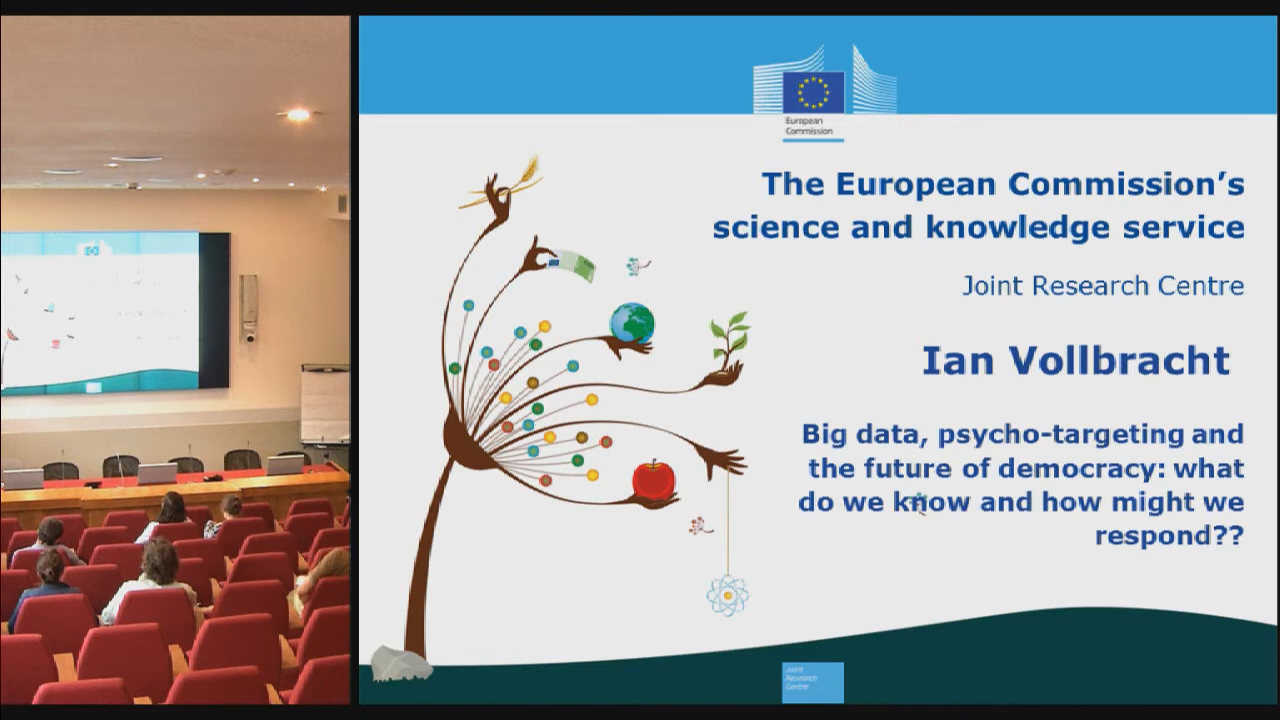 European
Commission
The European Commission's
science and knowledge service
Joint Research Centre
Ian Vollbracht
Big data, psycho-targeting and
the future of democracy: what
do we know and how might we
respond??
Joint
Research
Centre